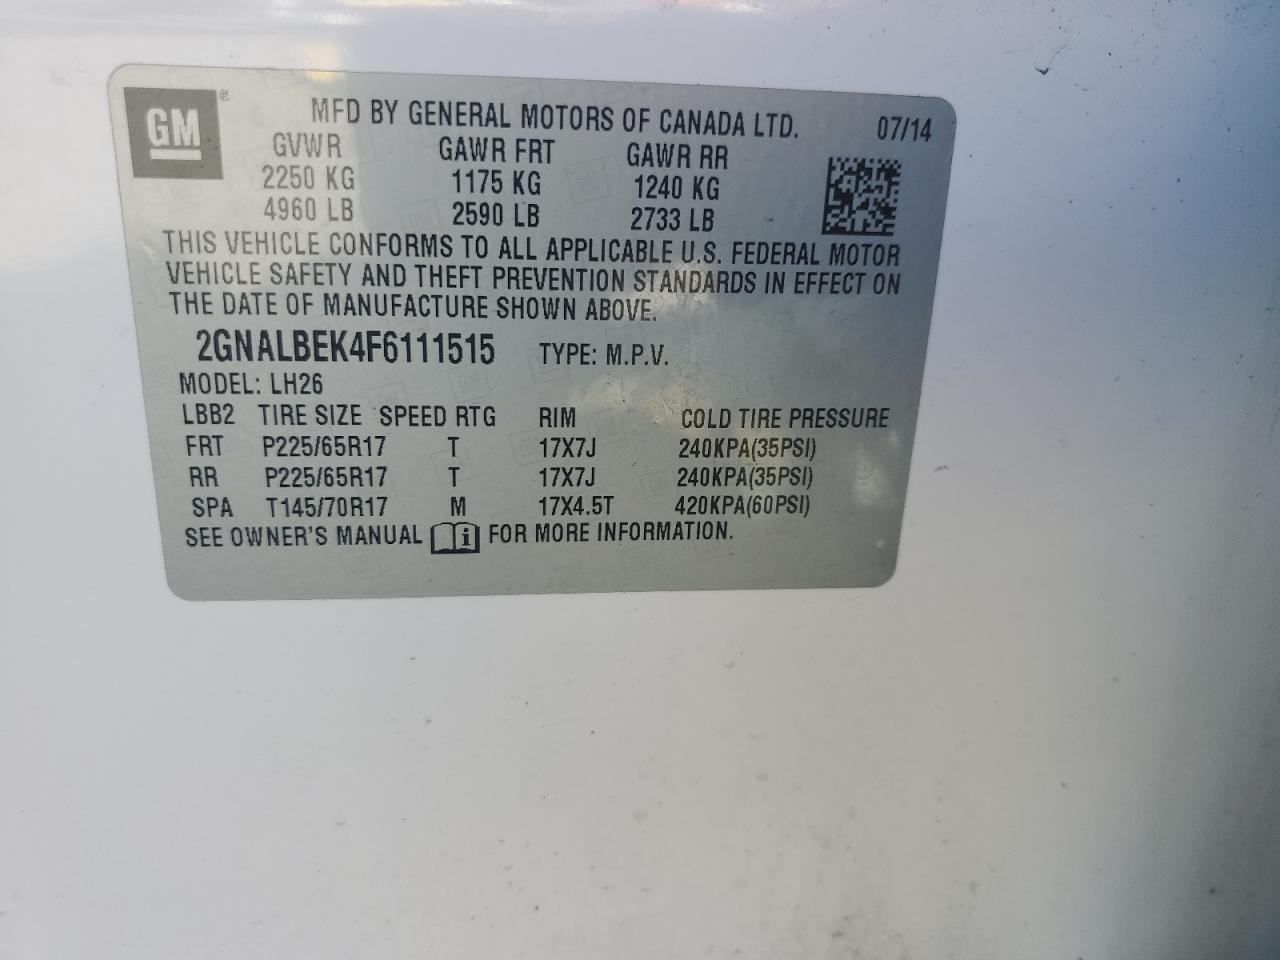 GM®
MFD BY GENERAL MOTORS OF CANADA LTD. 07/14
GVWR GAWR FRT GAWR RR
2250 KG 1175 KG 1240 KG
4960 LB 2590 LB 2733 LB
THIS VEHICLE CONFORMS TO ALL APPLICABLE U.S. FEDERAL MOTOR
VEHICLE SAFETY AND THEFT PREVENTION STANDARDS IN EFFECT ON
THE DATE OF MANUFACTURE SHOWN ABOVE.
2GNALBEK4F6111515 TYPE: M.P.V.
MODEL: LH26
LBB2 TIRE SIZE SPEED RTG RIM COLD TIRE PRESSURE
FRT P225/65R17 T 17X7J 240KPA(35PSI)
RR P225/65R17 T 17X7J 240KPA(35PSI)
SPA T145/70R17 M 17X4.5T 420KPA(60PSI)
SEE OWNER'S MANUAL i FOR MORE INFORMATION.